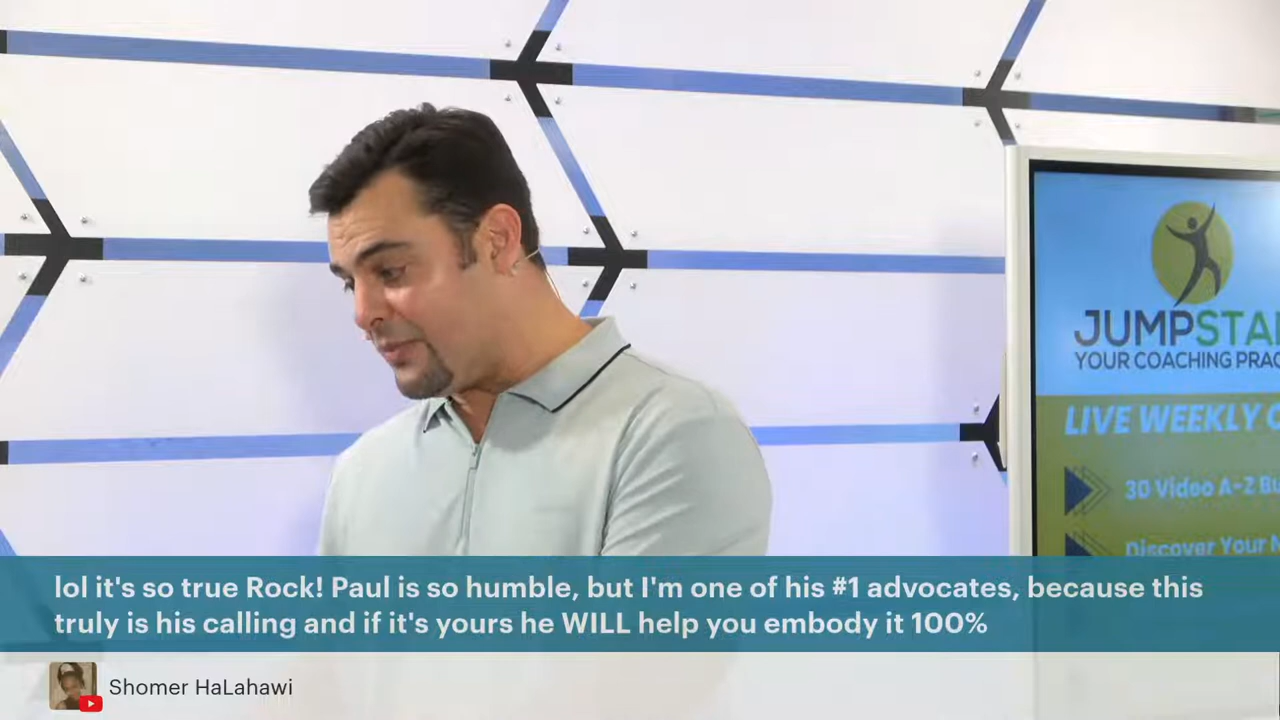 JUMPSTA
YOUR COACHING PRAC
LIVE WEEKLY
30 Video A-Z Bu
Discover Your
lol it's so true Rock! Paul is so humble, but I'm one of his #1 advocates, because this
truly is his calling and if it's yours he WILL help you embody it 100%
Shomer HaLahawi